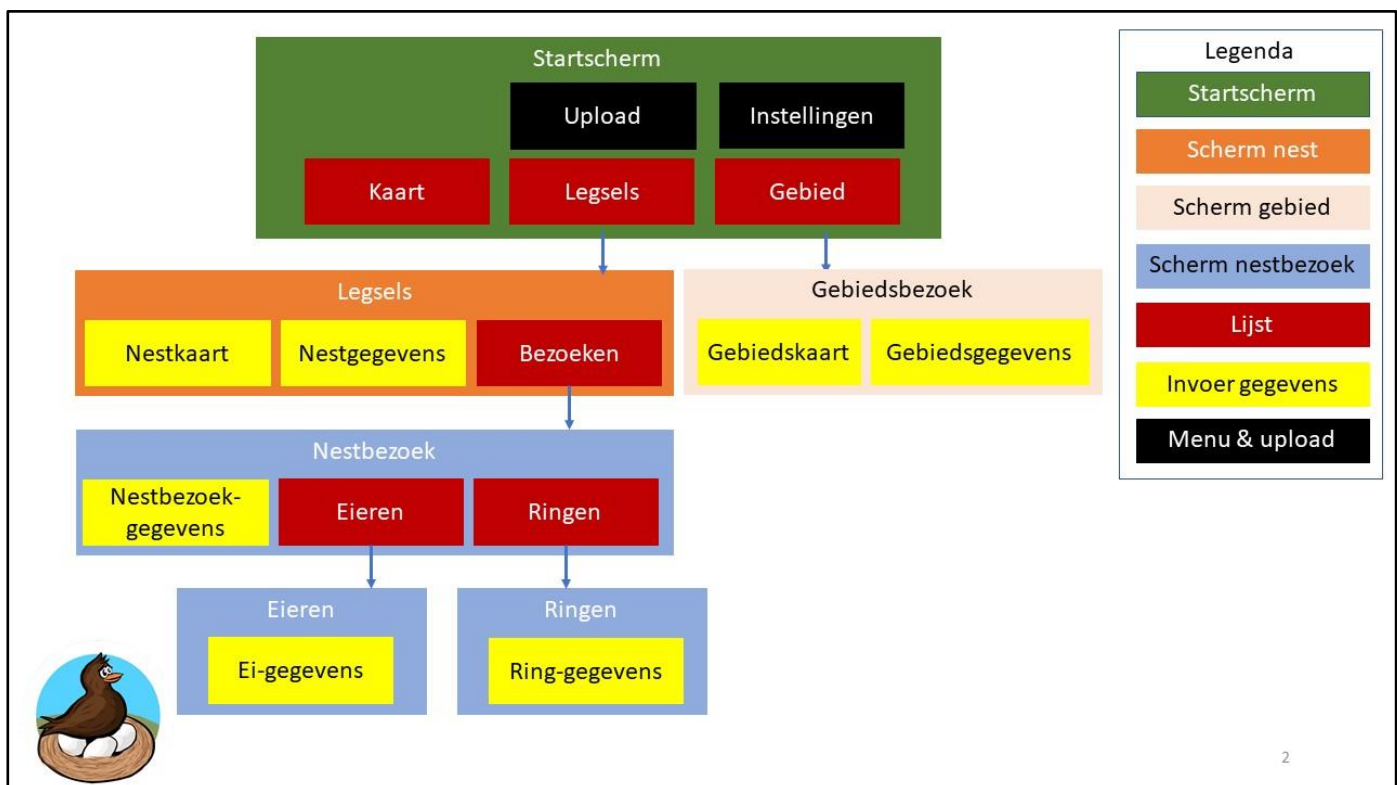 Startscherm
Upload
Instellingen
Kaart
Legsels
Gebied
Legsels
Nestkaart
Nestgegevens
Bezoeken
Gebiedsbezoek
Gebiedskaart
Gebiedsgegevens
Nestbezoek
Nestbezoek-
gegevens
Eieren
Ringen
Eieren
Ei-gegevens
Ringen
Ring-gegevens
Legenda
Startscherm
Scherm nest
Scherm gebied
Scherm nestbezoek
Lijst
Invoer gegevens
Menu & upload
2